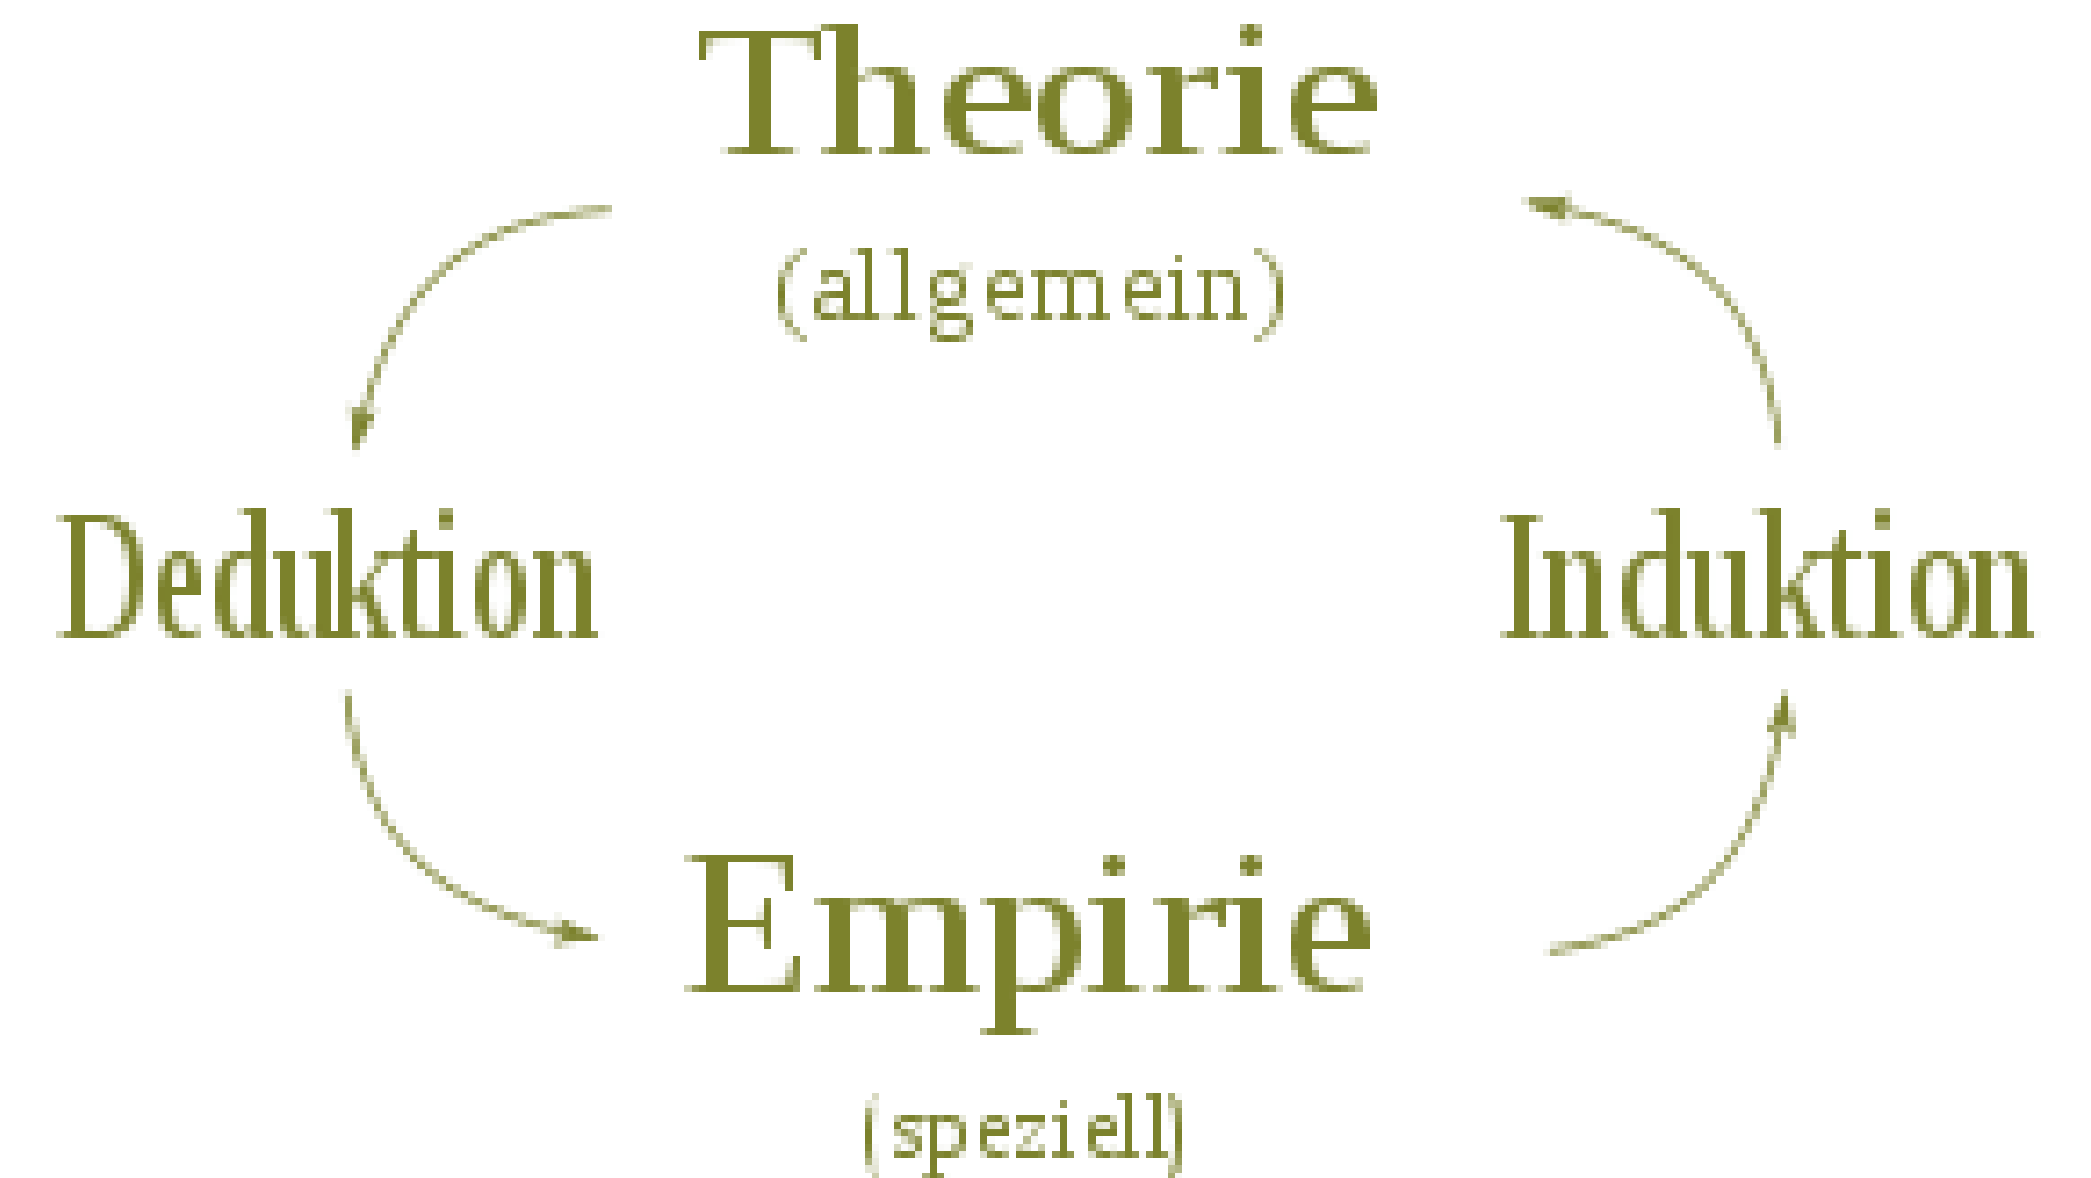 Theorie
(allgemein)
Deduktion
Induktion
Empirie
(speziell)